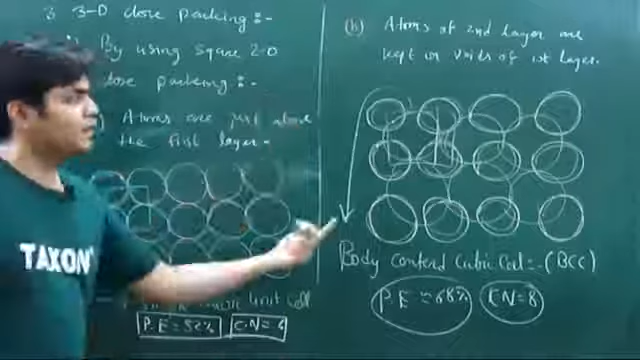 3 3-D close packing :-
By using square 2-D
close packing :-
Atoms are just above
the first layer -
unit cell
P.E = 52%
C.N = 6
(b) Atoms of 2nd layer are
kept in voids of 1st layer.
Body centered cubic Cell :- (BCC)
P.E ≈ 68%
C.N = 8
TAXON